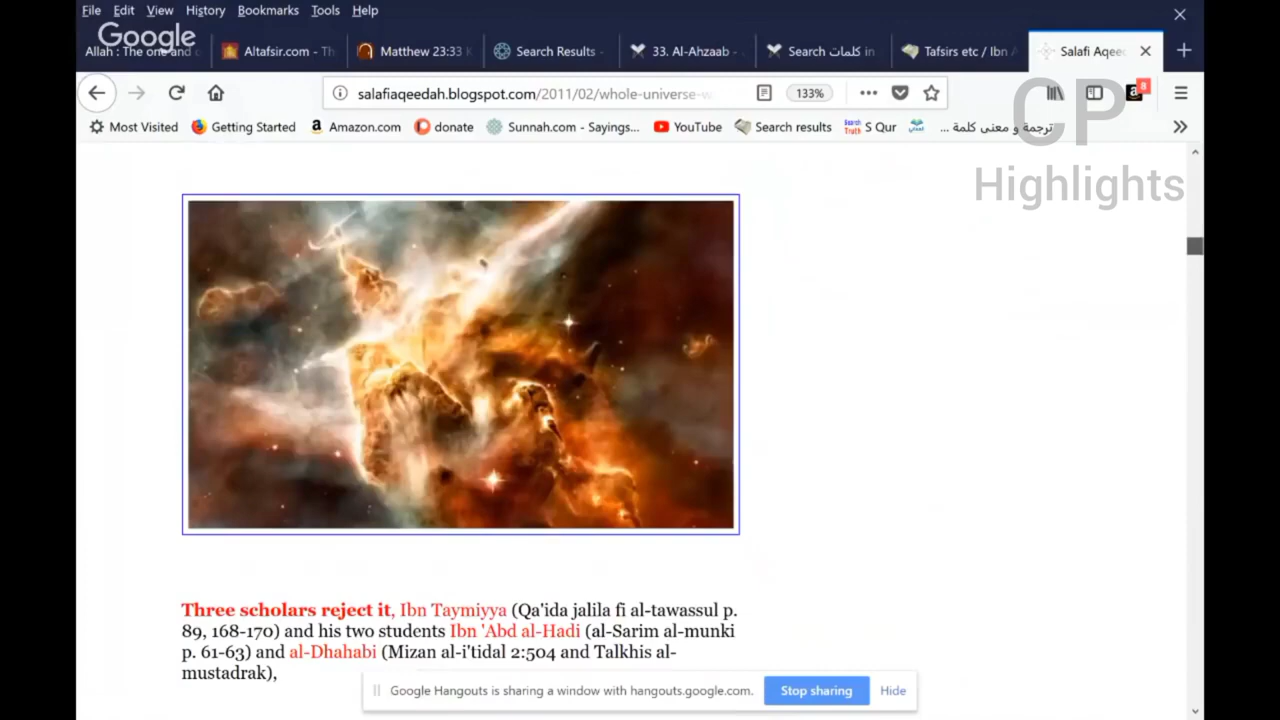 File Edit View History Bookmarks Tools Help
Google
Allah : The one and o
Altafsir.com - Th
Matthew 23:33 K
Search Results -
33. Al-Ahzaab -
Search كلمات in
Tafsirs etc / Ibn A
Salafi Aqeed
salafiaqeedah.blogspot.com/2011/02/whole-universe-w
133%
8
CP
Highlights
Most Visited
Getting Started
Amazon.com
donate
Sunnah.com - Sayings...
YouTube
Search results
Search Truth
S Qur
ترجمة و معنى كلمة ...
Three scholars reject it, Ibn Taymiyya (Qa'ida jalila fi al-tawassul p.
89, 168-170) and his two students Ibn 'Abd al-Hadi (al-Sarim al-munki
p. 61-63) and al-Dhahabi (Mizan al-i'tidal 2:504 and Talkhis al-
mustadrak),
Google Hangouts is sharing a window with hangouts.google.com.
Stop sharing
Hide